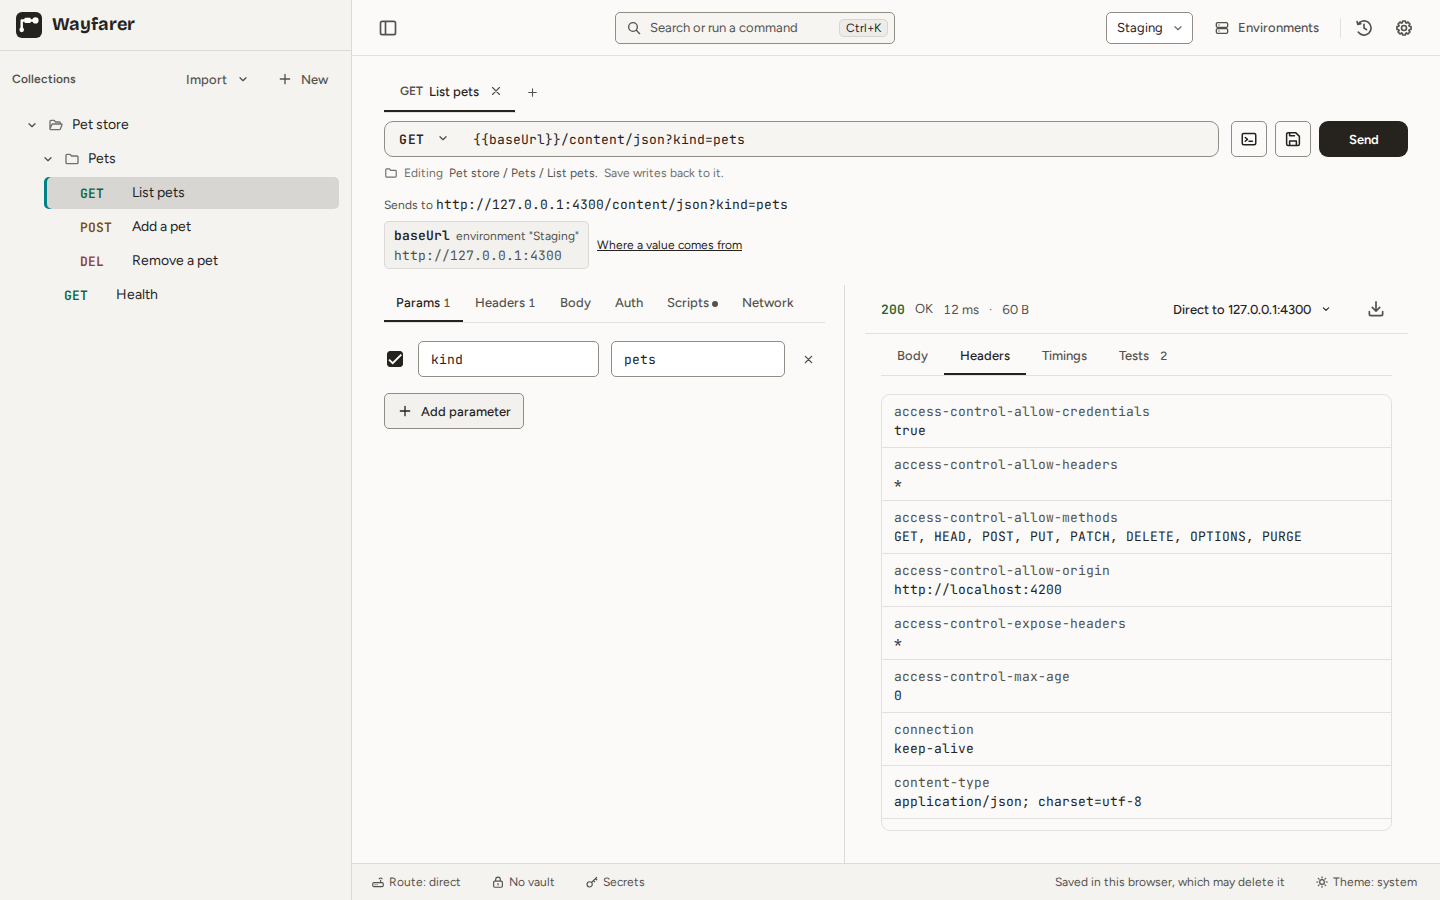 Wayfarer
Search or run a command
Ctrl+K
Staging
Environments
Collections
Import
New
Pet store
Pets
GET List pets
POST Add a pet
DEL Remove a pet
GET Health
GET List pets
GET
{{baseUrl}}/content/json?kind=pets
Send
Editing Pet store / Pets / List pets. Save writes back to it.
Sends to http://127.0.0.1:4300/content/json?kind=pets
baseUrl environment "Staging"
http://127.0.0.1:4300
Where a value comes from
Params 1
Headers 1
Body
Auth
Scripts
Network
kind
pets
Add parameter
200 OK 12 ms · 60 B
Direct to 127.0.0.1:4300
Body
Headers
Timings
Tests 2
access-control-allow-credentials
true
access-control-allow-headers
*
access-control-allow-methods
GET, HEAD, POST, PUT, PATCH, DELETE, OPTIONS, PURGE
access-control-allow-origin
http://localhost:4200
access-control-expose-headers
*
access-control-max-age
0
connection
keep-alive
content-type
application/json; charset=utf-8
Route: direct
No vault
Secrets
Saved in this browser, which may delete it
Theme: system